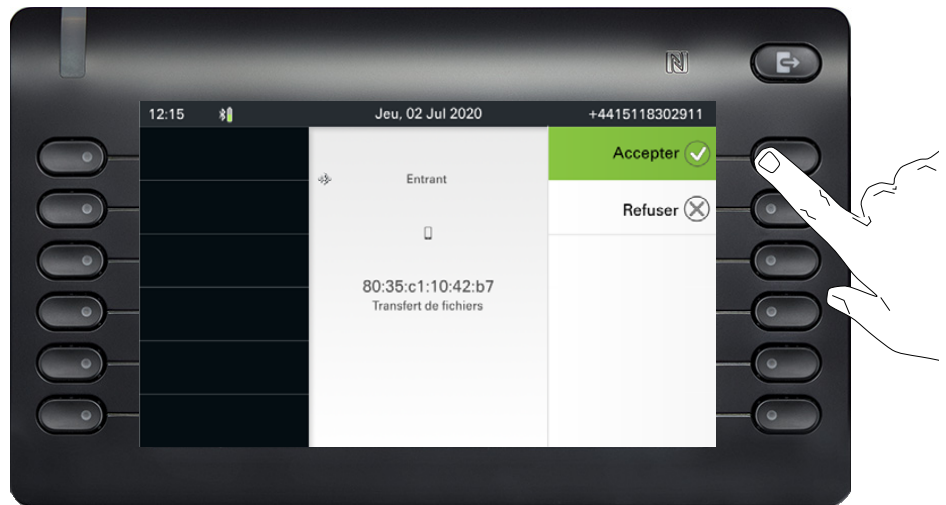 12:15 Jeu, 02 Jul 2020 +4415118302911
Accepter
Entrant
Refuser
80:35:c1:10:42:b7
Transfert de fichiers